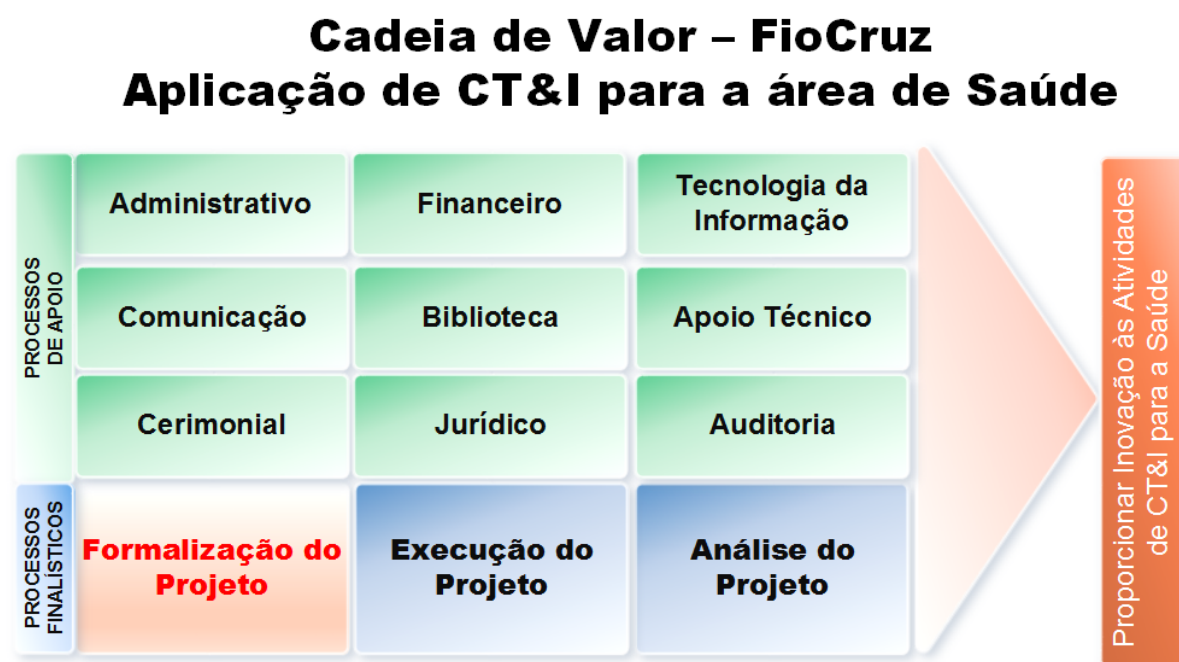 Cadeia de Valor – FioCruz
Aplicação de CT&I para a área de Saúde
PROCESSOS
DE APOIO
Administrativo
Financeiro
Tecnologia da
Informação
Comunicação
Biblioteca
Apoio Técnico
Cerimonial
Jurídico
Auditoria
PROCESSOS
FINALÍSTICOS
Formalização do
Projeto
Execução do
Projeto
Análise do
Projeto
Proporcionar Inovação às Atividades
de CT&I para a Saúde